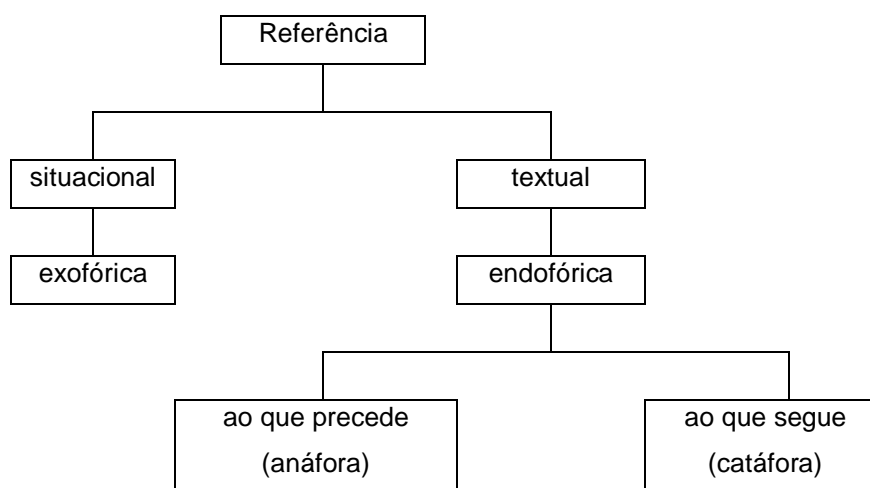 Referência
situacional
textual
exofórica
endofórica
ao que precede
(anáfora)
ao que segue
(catáfora)